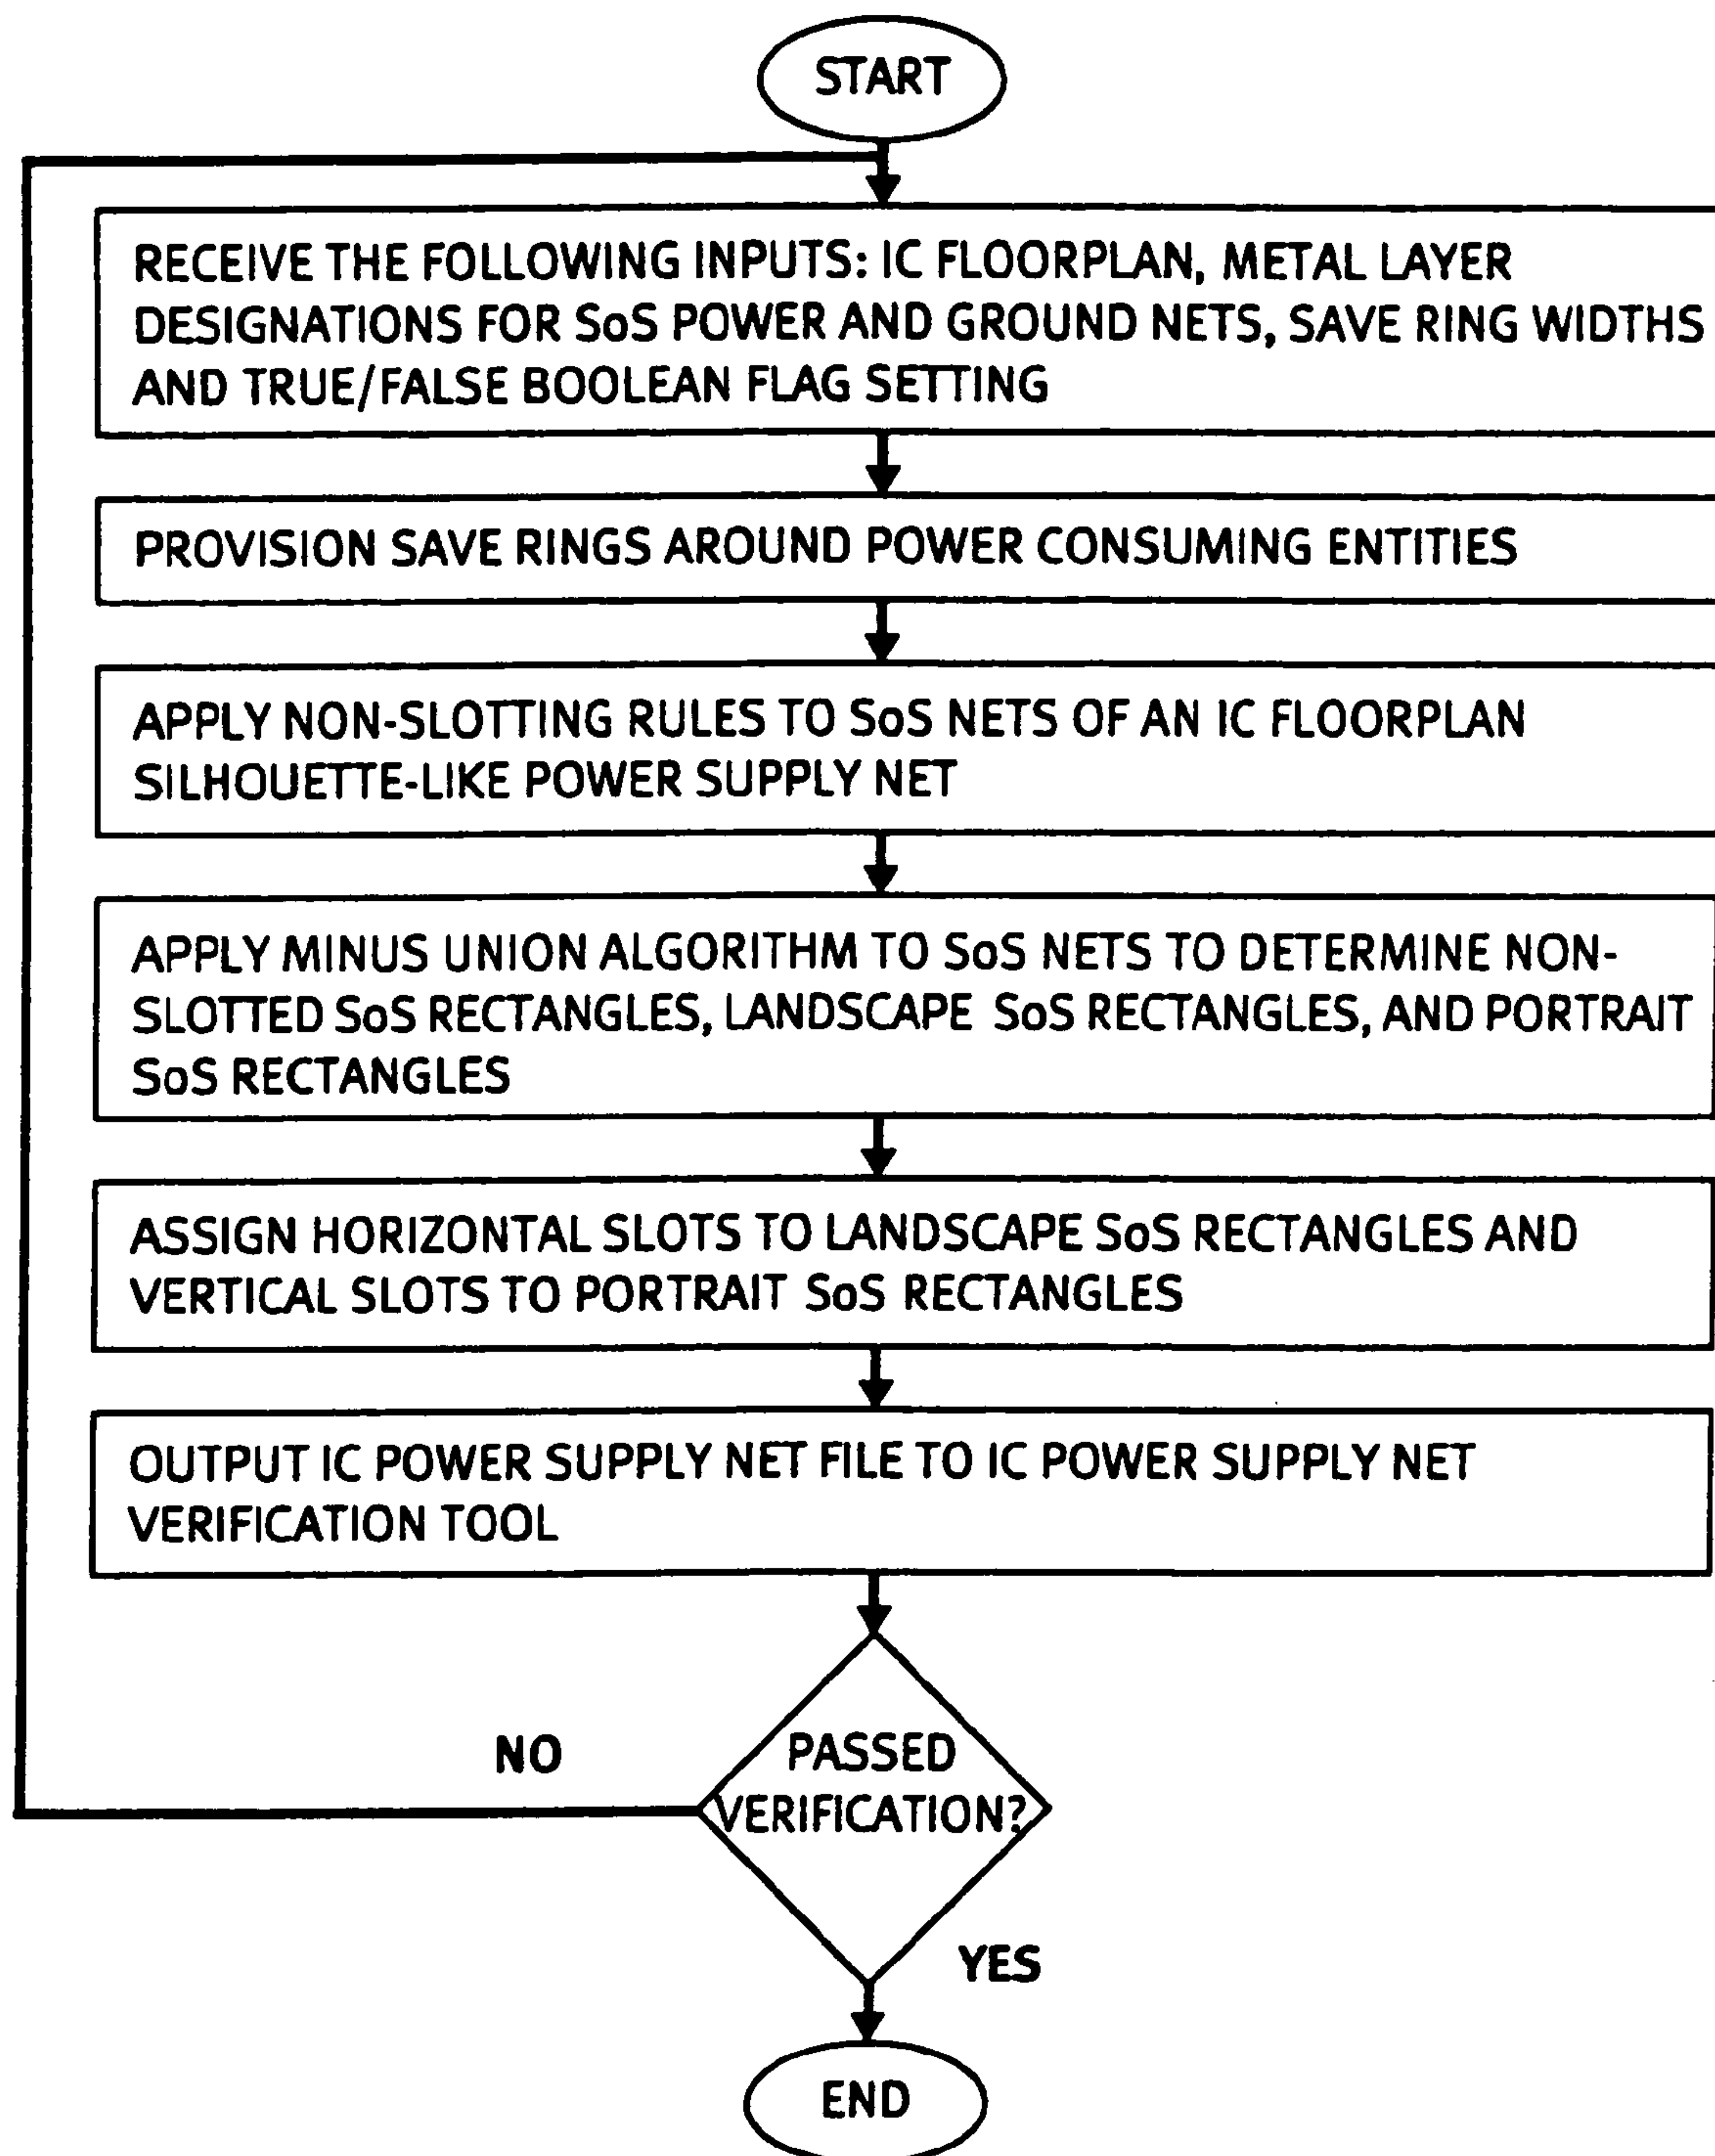 START
RECEIVE THE FOLLOWING INPUTS: IC FLOORPLAN, METAL LAYER
DESIGNATIONS FOR SoS POWER AND GROUND NETS, SAVE RING WIDTHS
AND TRUE/FALSE BOOLEAN FLAG SETTING
PROVISION SAVE RINGS AROUND POWER CONSUMING ENTITIES
APPLY NON-SLOTTING RULES TO SoS NETS OF AN IC FLOORPLAN
SILHOUETTE-LIKE POWER SUPPLY NET
APPLY MINUS UNION ALGORITHM TO SoS NETS TO DETERMINE NON-
SLOTTED SoS RECTANGLES, LANDSCAPE SoS RECTANGLES, AND PORTRAIT
SoS RECTANGLES
ASSIGN HORIZONTAL SLOTS TO LANDSCAPE SoS RECTANGLES AND
VERTICAL SLOTS TO PORTRAIT SoS RECTANGLES
OUTPUT IC POWER SUPPLY NET FILE TO IC POWER SUPPLY NET
VERIFICATION TOOL
NO
PASSED
VERIFICATION?
YES
END